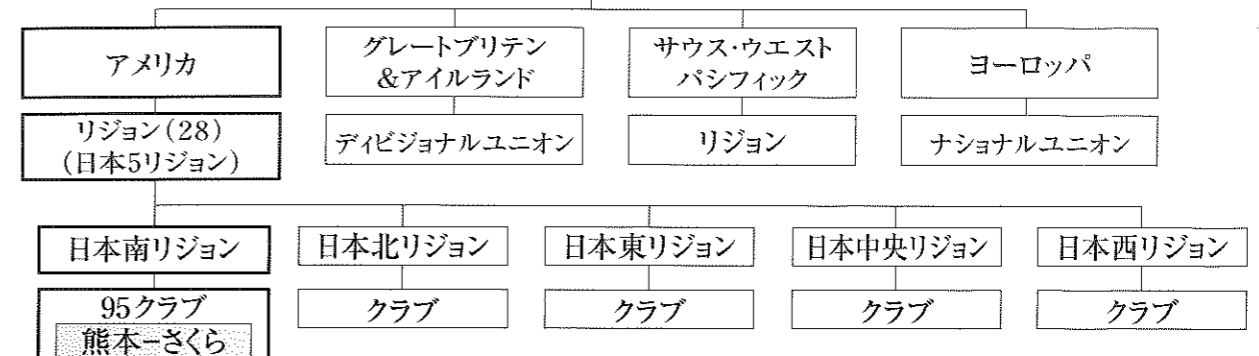 アメリカ
グレートブリテン
&アイルランド
サウス・ウエスト
パシフィック
ヨーロッパ
リジョン(28)
(日本5リジョン)
ディビジョナルユニオン
リジョン
ナショナルユニオン
日本南リジョン
日本北リジョン
日本東リジョン
日本中央リジョン
日本西リジョン
95クラブ
熊本−さくら
クラブ
クラブ
クラブ
クラブ